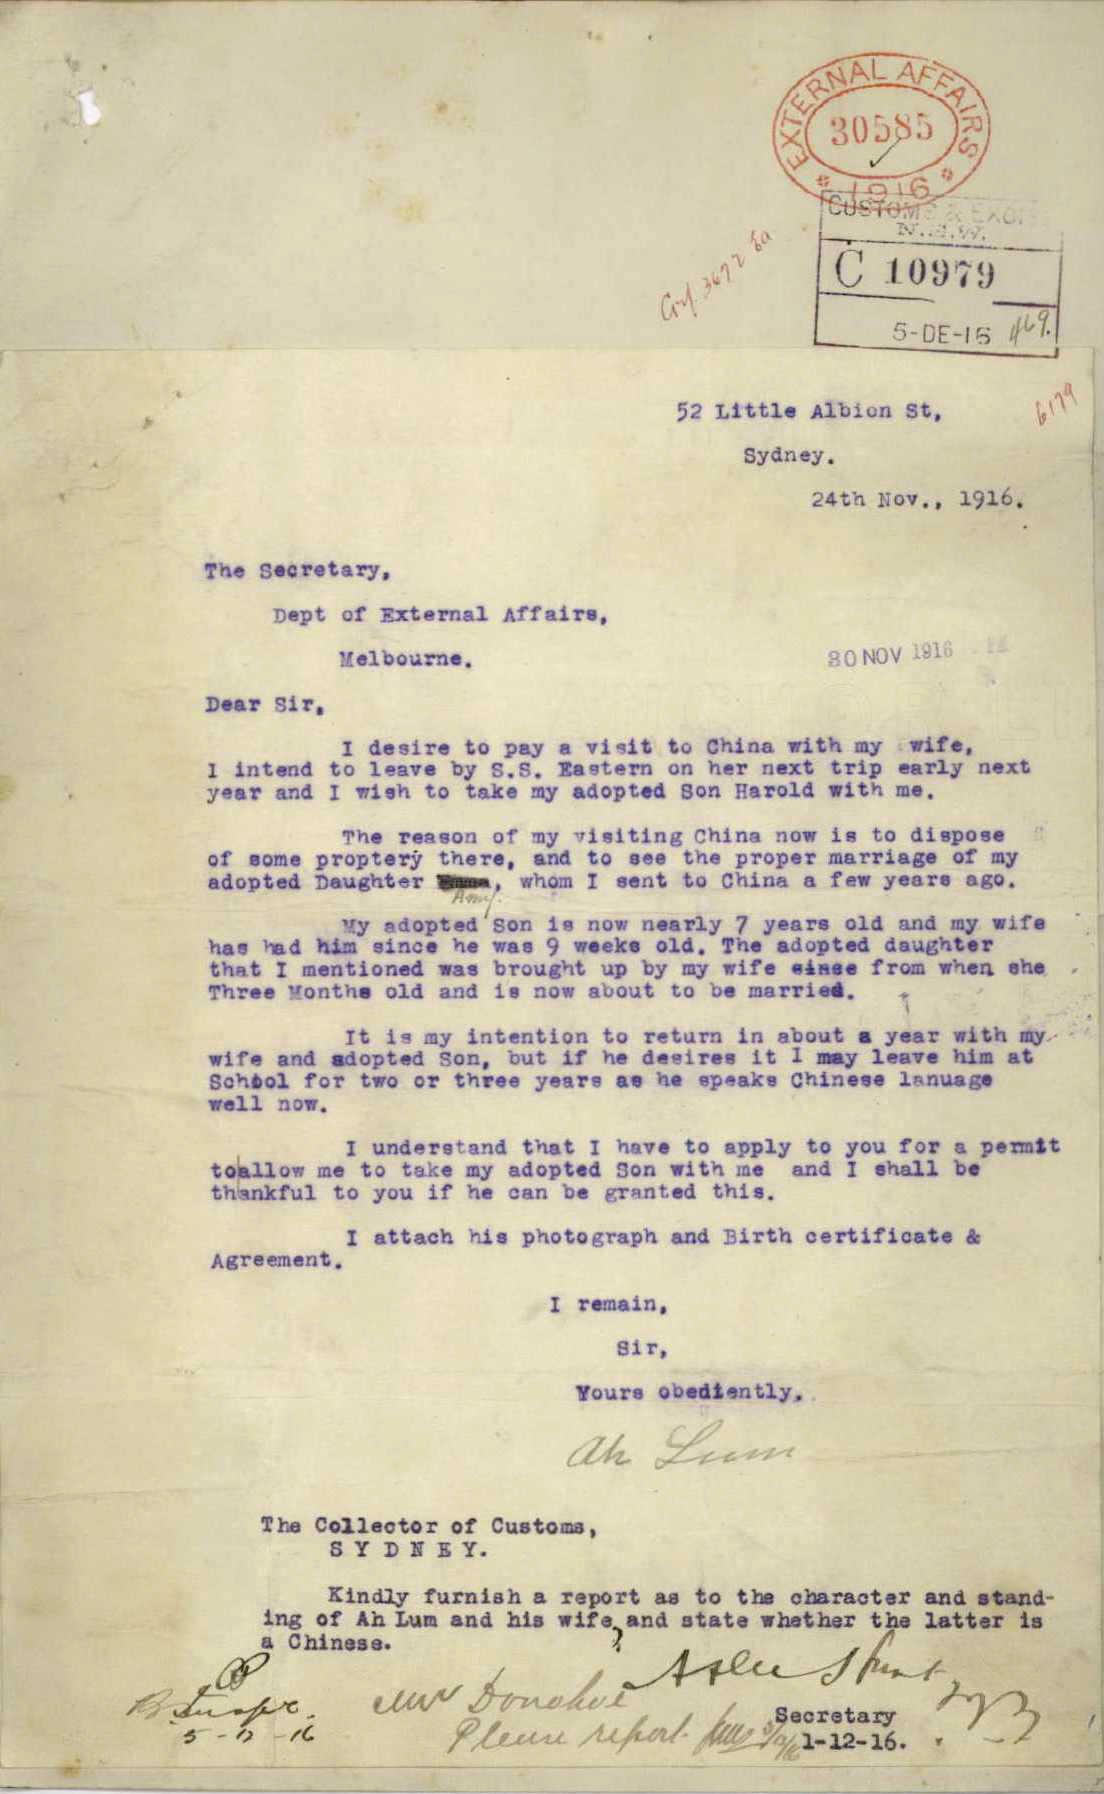 EXTERNAL AFFAIRS
30585
1916
CUSTOMS & EXCI
N.S.W.
C 10979
5-DE-16
469.
6179
52 Little Albion St,
Sydney.
24th Nov., 1916.
The Secretary,
Dept of External Affairs,
Melbourne.
30 NOV 1916
Dear Sir,
I desire to pay a visit to China with my wife,
I intend to leave by S.S. Eastern on her next trip early next
year and I wish to take my adopted Son Harold with me.
The reason of my visiting China now is to dispose
of some proptery there, and to see the proper marriage of my
adopted Daughter , whom I sent to China a few years ago.
Amy.
My adopted Son is now nearly 7 years old and my wife
has had him since he was 9 weeks old. The adopted daughter
that I mentioned was brought up by my wife since from when she
Three Months old and is now about to be married.
It is my intention to return in about a year with my
wife and adopted Son, but if he desires it I may leave him at
School for two or three years as he speaks Chinese lanuage
well now.
I understand that I have to apply to you for a permit
to allow me to take my adopted Son with me and I shall be
thankful to you if he can be granted this.
I attach his photograph and Birth certificate &
Agreement.
I remain,
Sir,
Yours obediently,
Ah Lum
The Collector of Customs,
SYDNEY.
Kindly furnish a report as to the character and stand-
ing of Ah Lum and his wife, and state whether the latter is
a Chinese.
5-12-16
Donohoe
Please report
Secretary
1-12-16.